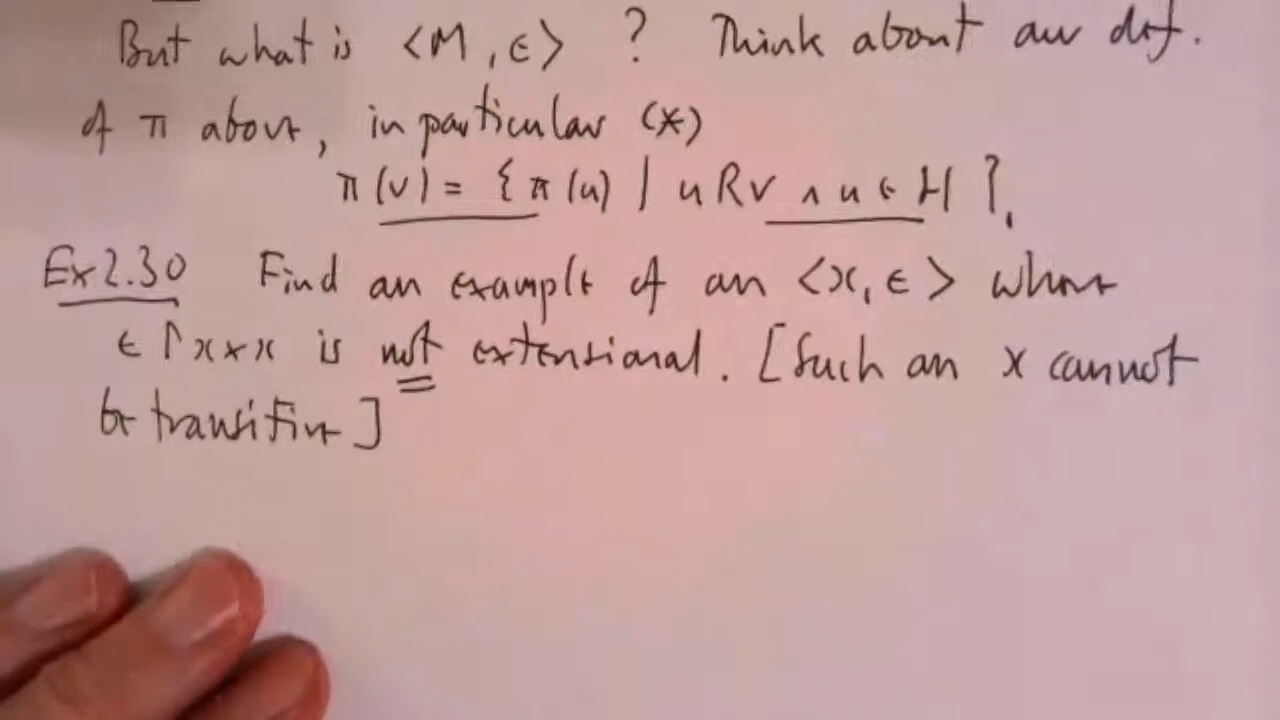 But what is ⟨M, ∈⟩ ? Think about our def.
of π above, in particular (*)
π(v) = {π(u) | uRv ∧ u ∈ H }.
Ex 2.30 Find an example of an ⟨x, ∈⟩ where
∈↾x×x is not extensional. [Such an x cannot
be transitive]